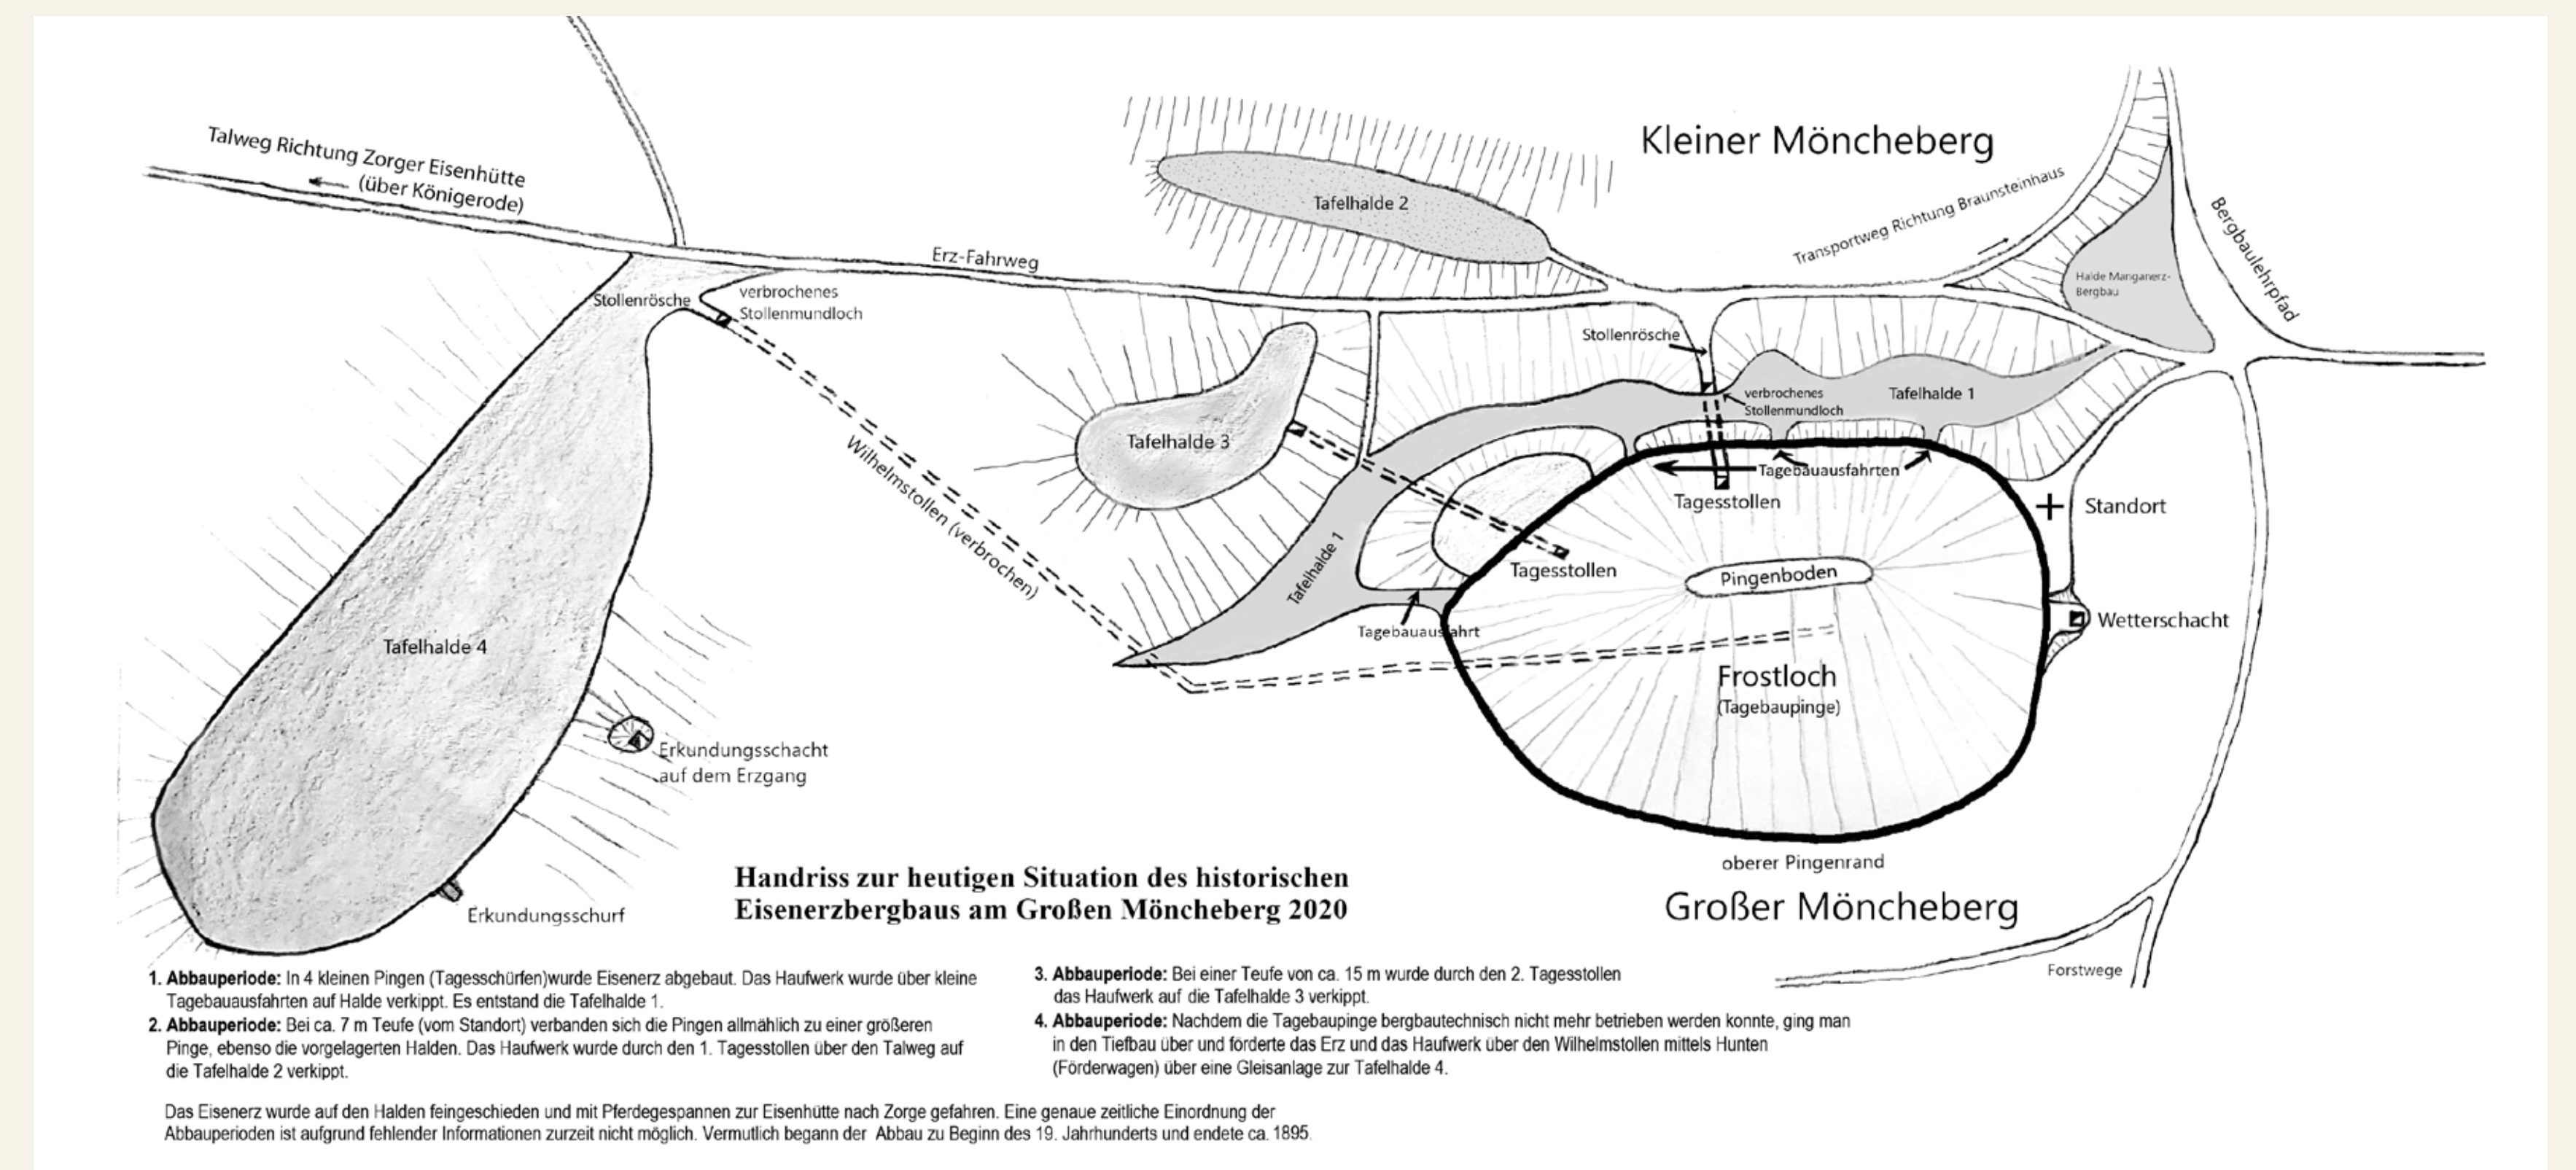 Talweg Richtung Zorger Eisenhütte
(über Königerode)
Erz-Fahrweg
Tafelhalde 2
Kleiner Möncheberg
Transportweg Richtung Braunsteinhaus
Bergbaulehrpfad
Halde Manganerz-
Bergbau
Stollenrösche
verbrochenes
Stollenmundloch
Stollenrösche
verbrochenes
Stollenmundloch
Tafelhalde 1
Tafelhalde 3
Wilhelmstollen (verbrochen)
Tagebauausfahrten
Tagesstollen
Standort
Tafelhalde 1
Tagesstollen
Pingenboden
Tagebauausfahrt
Wetterschacht
Tafelhalde 4
Frostloch
(Tagebaupinge)
Erkundungsschacht
auf dem Erzgang
oberer Pingenrand
Erkundungsschurf
Großer Möncheberg
Forstwege
Handriss zur heutigen Situation des historischen
Eisenerzbergbaus am Großen Möncheberg 2020
1. Abbauperiode: In 4 kleinen Pingen (Tagesschürfen)wurde Eisenerz abgebaut. Das Haufwerk wurde über kleine
Tagebauausfahrten auf Halde verkippt. Es entstand die Tafelhalde 1.
2. Abbauperiode: Bei ca. 7 m Teufe (vom Standort) verbanden sich die Pingen allmählich zu einer größeren
Pinge, ebenso die vorgelagerten Halden. Das Haufwerk wurde durch den 1. Tagesstollen über den Talweg auf
die Tafelhalde 2 verkippt.
3. Abbauperiode: Bei einer Teufe von ca. 15 m wurde durch den 2. Tagesstollen
das Haufwerk auf die Tafelhalde 3 verkippt.
4. Abbauperiode: Nachdem die Tagebaupinge bergbautechnisch nicht mehr betrieben werden konnte, ging man
in den Tiefbau über und förderte das Erz und das Haufwerk über den Wilhelmstollen mittels Hunten
(Förderwagen) über eine Gleisanlage zur Tafelhalde 4.
Das Eisenerz wurde auf den Halden feingeschieden und mit Pferdegespannen zur Eisenhütte nach Zorge gefahren. Eine genaue zeitliche Einordnung der
Abbauperioden ist aufgrund fehlender Informationen zurzeit nicht möglich. Vermutlich begann der Abbau zu Beginn des 19. Jahrhunderts und endete ca. 1895.